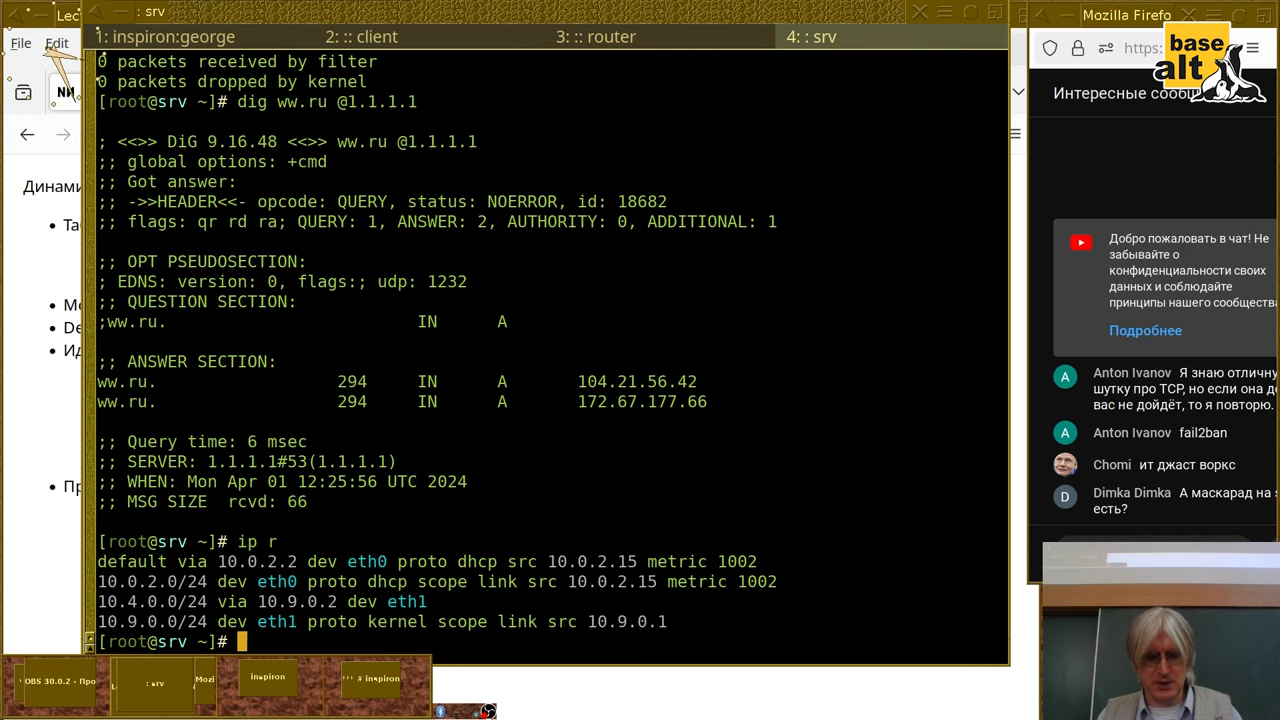 Lec
: srv
Mozilla Firefo
File Edit
1: inspiron:george 2: :: client 3: :: router 4: : srv
https:
base
alt
0 packets received by filter
0 packets dropped by kernel
[root@srv ~]# dig ww.ru @1.1.1.1
; <<>> DiG 9.16.48 <<>> ww.ru @1.1.1.1
;; global options: +cmd
;; Got answer:
;; ->>HEADER<<- opcode: QUERY, status: NOERROR, id: 18682
;; flags: qr rd ra; QUERY: 1, ANSWER: 2, AUTHORITY: 0, ADDITIONAL: 1
;; OPT PSEUDOSECTION:
; EDNS: version: 0, flags:; udp: 1232
;; QUESTION SECTION:
;ww.ru. IN A
;; ANSWER SECTION:
ww.ru. 294 IN A 104.21.56.42
ww.ru. 294 IN A 172.67.177.66
;; Query time: 6 msec
;; SERVER: 1.1.1.1#53(1.1.1.1)
;; WHEN: Mon Apr 01 12:25:56 UTC 2024
;; MSG SIZE rcvd: 66
[root@srv ~]# ip r
default via 10.0.2.2 dev eth0 proto dhcp src 10.0.2.15 metric 1002
10.0.2.0/24 dev eth0 proto dhcp scope link src 10.0.2.15 metric 1002
10.4.0.0/24 via 10.9.0.2 dev eth1
10.9.0.0/24 dev eth1 proto kernel scope link src 10.9.0.1
[root@srv ~]#
Динами
Та
Мо
De
Ид
Пр
Интересные сообщ
Добро пожаловать в чат! Не
забывайте о
конфиденциальности своих
данных и соблюдайте
принципы нашего сообщества
Подробнее
A Anton Ivanov Я знаю отличну
шутку про TCP, но если она д
вас не дойдёт, то я повторю.
A Anton Ivanov fail2ban
Chomi ит джаст воркс
D Dimka Dimka А маскарад на s
есть?
OBS 30.0.2 - Про
: srv
Mozi
inspiron
››› # inspiron